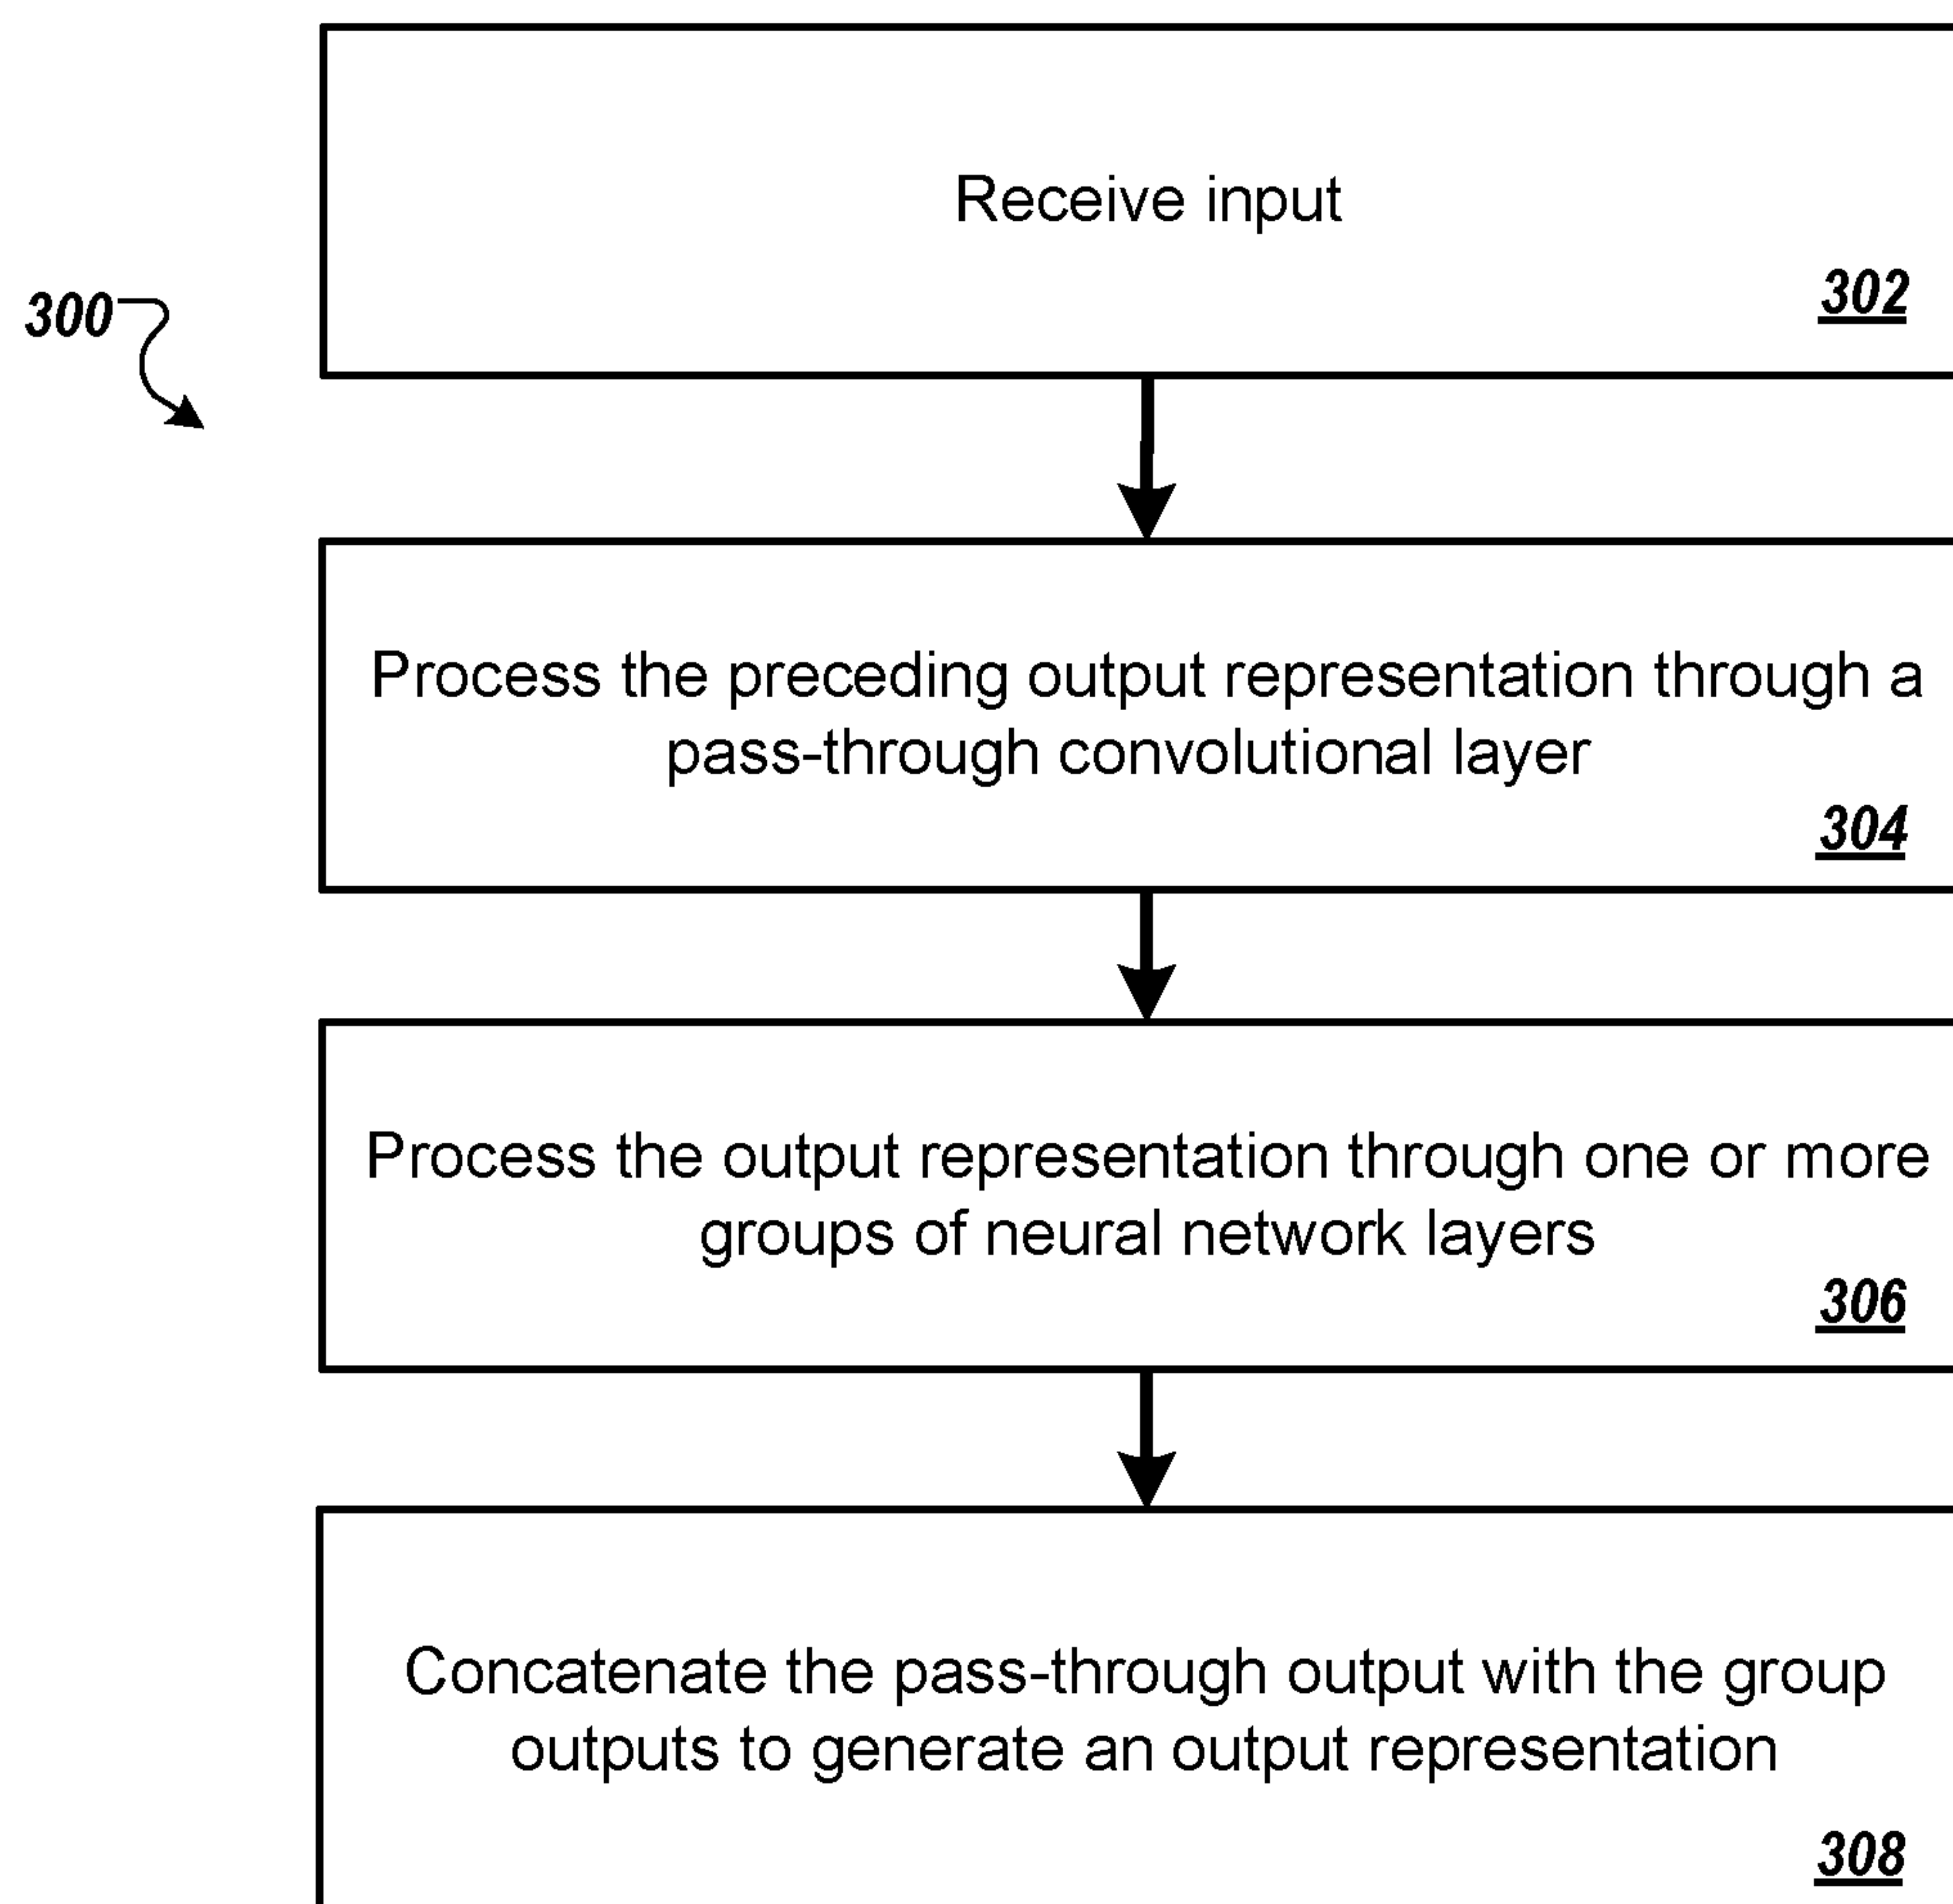 Receive input
302
300
Process the preceding output representation through a
pass-through convolutional layer
304
Process the output representation through one or more
groups of neural network layers
306
Concatenate the pass-through output with the group
outputs to generate an output representation
308